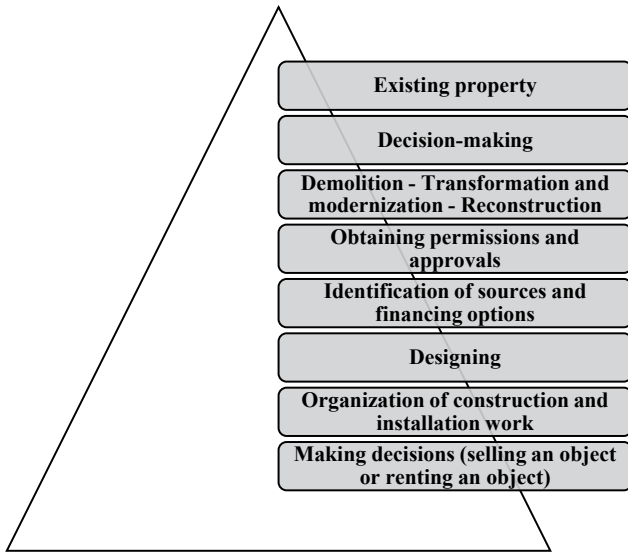 Existing property
Decision-making
Demolition - Transformation and
modernization - Reconstruction
Obtaining permissions and
approvals
Identification of sources and
financing options
Designing
Organization of construction and
installation work
Making decisions (selling an object
or renting an object)